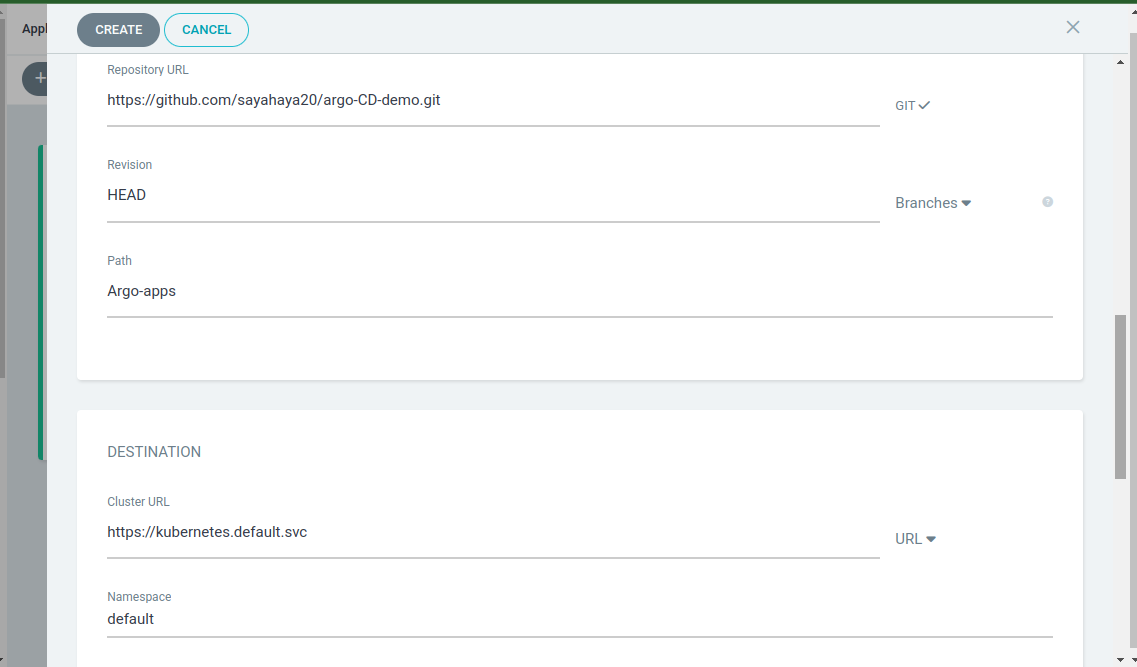 Appl
CREATE
CANCEL
Repository URL
https://github.com/sayahaya20/argo-CD-demo.git
GIT
Revision
HEAD
Branches
Path
Argo-apps
DESTINATION
Cluster URL
https://kubernetes.default.svc
URL
Namespace
default